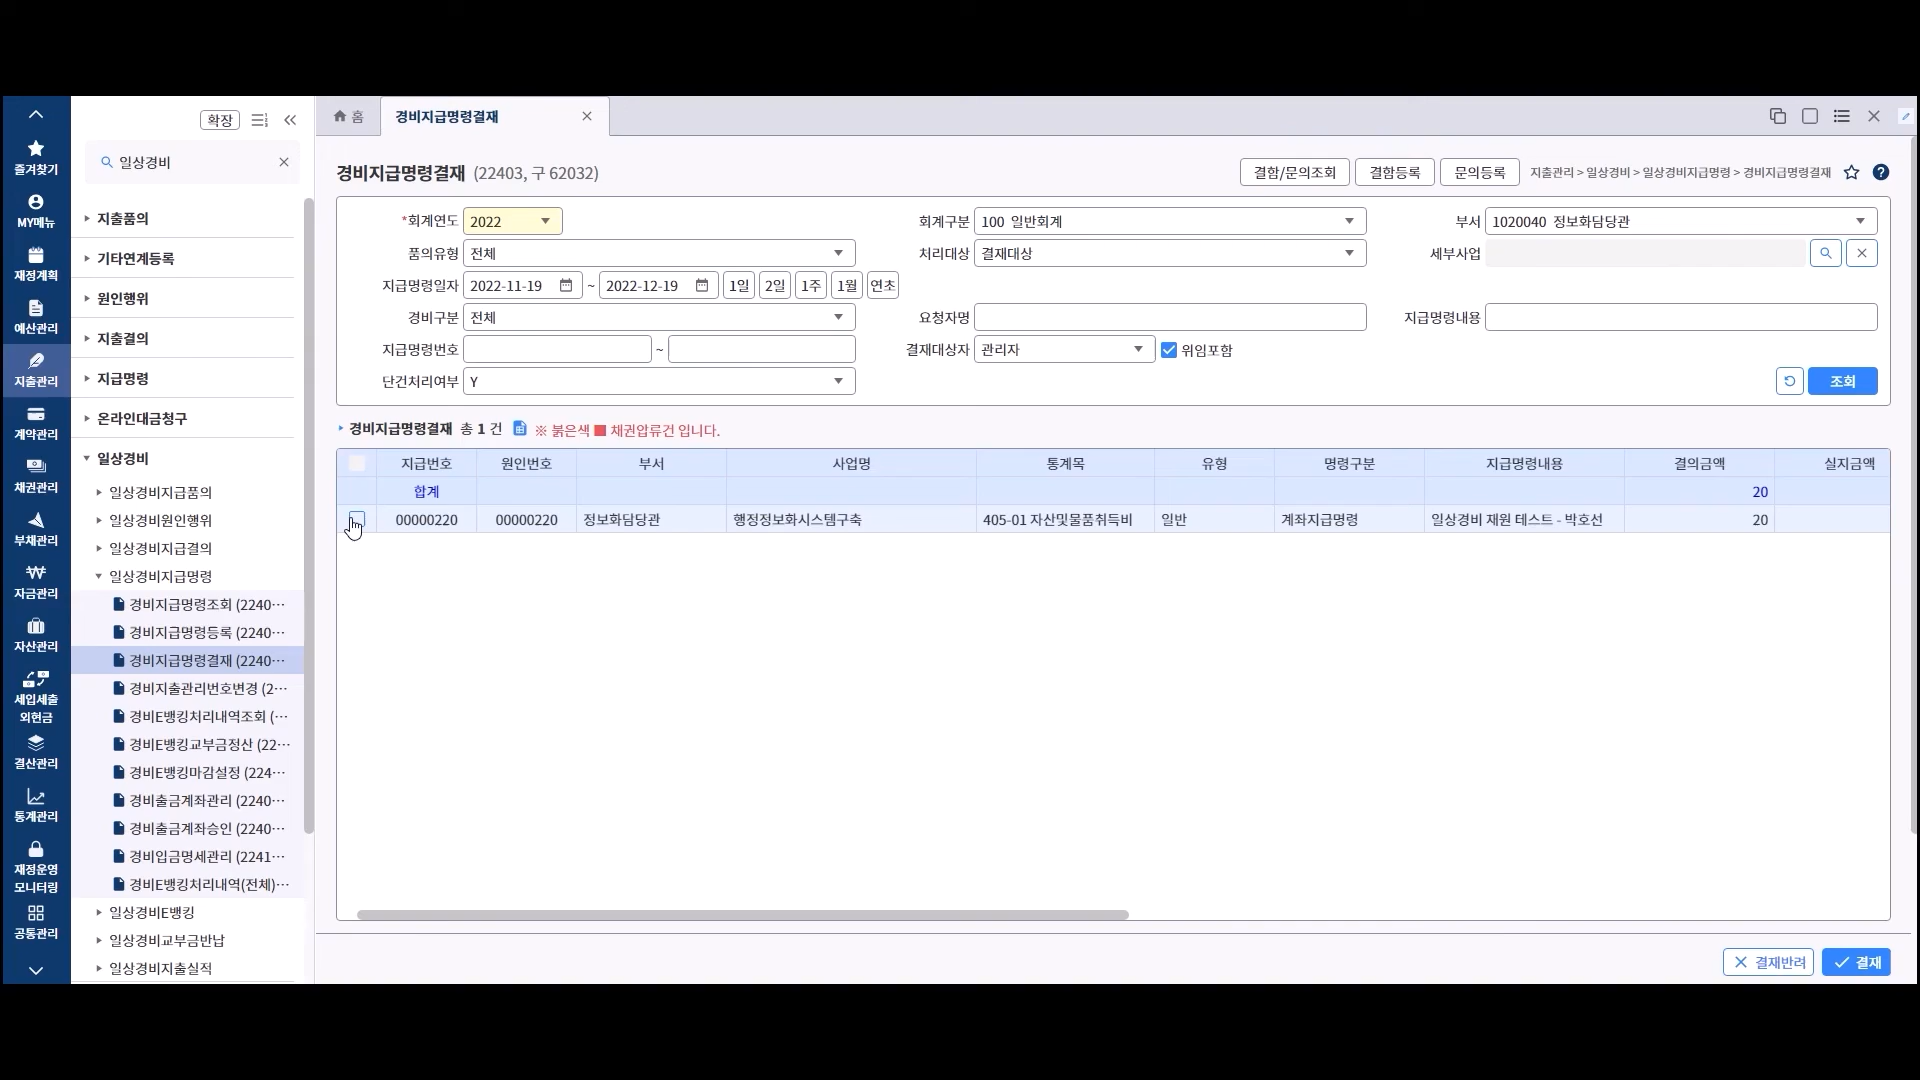 즐겨찾기
MY메뉴
재정계획
예산관리
지출관리
계약관리
채권관리
부채관리
자금관리
자산관리
세입세출
외현금
결산관리
통계관리
재정운영
모니터링
공통관리
확장
일상경비
지출품의
기타연계등록
원인행위
지출결의
지급명령
온라인대금청구
일상경비
일상경비지급품의
일상경비원인행위
일상경비지급결의
일상경비지급명령
경비지급명령조회 (2240…
경비지급명령등록 (2240…
경비지급명령결재 (2240…
경비지출관리번호변경 (2…
경비E뱅킹처리내역조회 (…
경비E뱅킹교부금정산 (22…
경비E뱅킹마감설정 (224…
경비출금계좌관리 (2240…
경비출금계좌승인 (2240…
경비입금명세관리 (2241…
경비E뱅킹처리내역(전체)…
일상경비E뱅킹
일상경비교부금반납
일상경비지출실적
홈 경비지급명령결재
경비지급명령결재 (22403, 구 62032) 결함/문의조회 결함등록 문의등록 지출관리 > 일상경비 > 일상경비지급명령 > 경비지급명령결재
*회계연도 2022 회계구분 100 일반회계 부서 1020040 정보화담당관
품의유형 전체 처리대상 결재대상 세부사업
지급명령일자 2022-11-19 ~ 2022-12-19 1일 2일 1주 1월 연초
경비구분 전체 요청자명 지급명령내용
지급명령번호 ~ 결재대상자 관리자 위임포함
단건처리여부 Y 조회
경비지급명령결재 총 1 건 ※ 붉은색 ■ 채권압류건 입니다.
지급번호 원인번호 부서 사업명 통계목 유형 명령구분 지급명령내용 결의금액 실지금액
합계 20
00000220 00000220 정보화담당관 행정정보화시스템구축 405-01 자산및물품취득비 일반 계좌지급명령 일상경비 재원 테스트 - 박호선 20
결재반려 결재